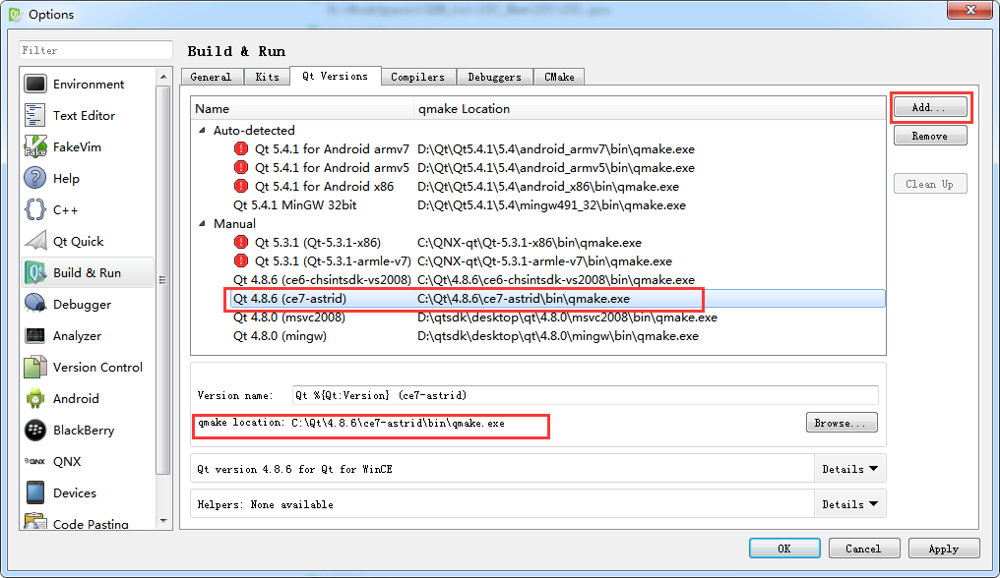 Options
Filter
Environment
Text Editor
FakeVim
Help
C++
Qt Quick
Build & Run
Debugger
Analyzer
Version Control
Android
BlackBerry
QNX
Devices
Code Pasting
Build & Run
General Kits Qt Versions Compilers Debuggers CMake
Name qmake Location
Auto-detected
Qt 5.4.1 for Android armv7 D:\Qt\Qt5.4.1\5.4\android_armv7\bin\qmake.exe
Qt 5.4.1 for Android armv5 D:\Qt\Qt5.4.1\5.4\android_armv5\bin\qmake.exe
Qt 5.4.1 for Android x86 D:\Qt\Qt5.4.1\5.4\android_x86\bin\qmake.exe
Qt 5.4.1 MinGW 32bit D:\Qt\Qt5.4.1\5.4\mingw491_32\bin\qmake.exe
Manual
Qt 5.3.1 (Qt-5.3.1-x86) C:\QNX-qt\Qt-5.3.1-x86\bin\qmake.exe
Qt 5.3.1 (Qt-5.3.1-armle-v7) C:\QNX-qt\Qt-5.3.1-armle-v7\bin\qmake.exe
Qt 4.8.6 (ce6-chsintsdk-vs2008) C:\Qt\4.8.6\ce6-chsintsdk-vs2008\bin\qmake.exe
Qt 4.8.6 (ce7-astrid) C:\Qt\4.8.6\ce7-astrid\bin\qmake.exe
Qt 4.8.0 (msvc2008) D:\qtsdk\desktop\qt\4.8.0\msvc2008\bin\qmake.exe
Qt 4.8.0 (mingw) D:\qtsdk\desktop\qt\4.8.0\mingw\bin\qmake.exe
Add...
Remove
Clean Up
Version name: Qt %{Qt:Version} (ce7-astrid)
qmake location: C:\Qt\4.8.6\ce7-astrid\bin\qmake.exe Browse...
Qt version 4.8.6 for Qt for WinCE Details
Helpers: None available Details
OK Cancel Apply